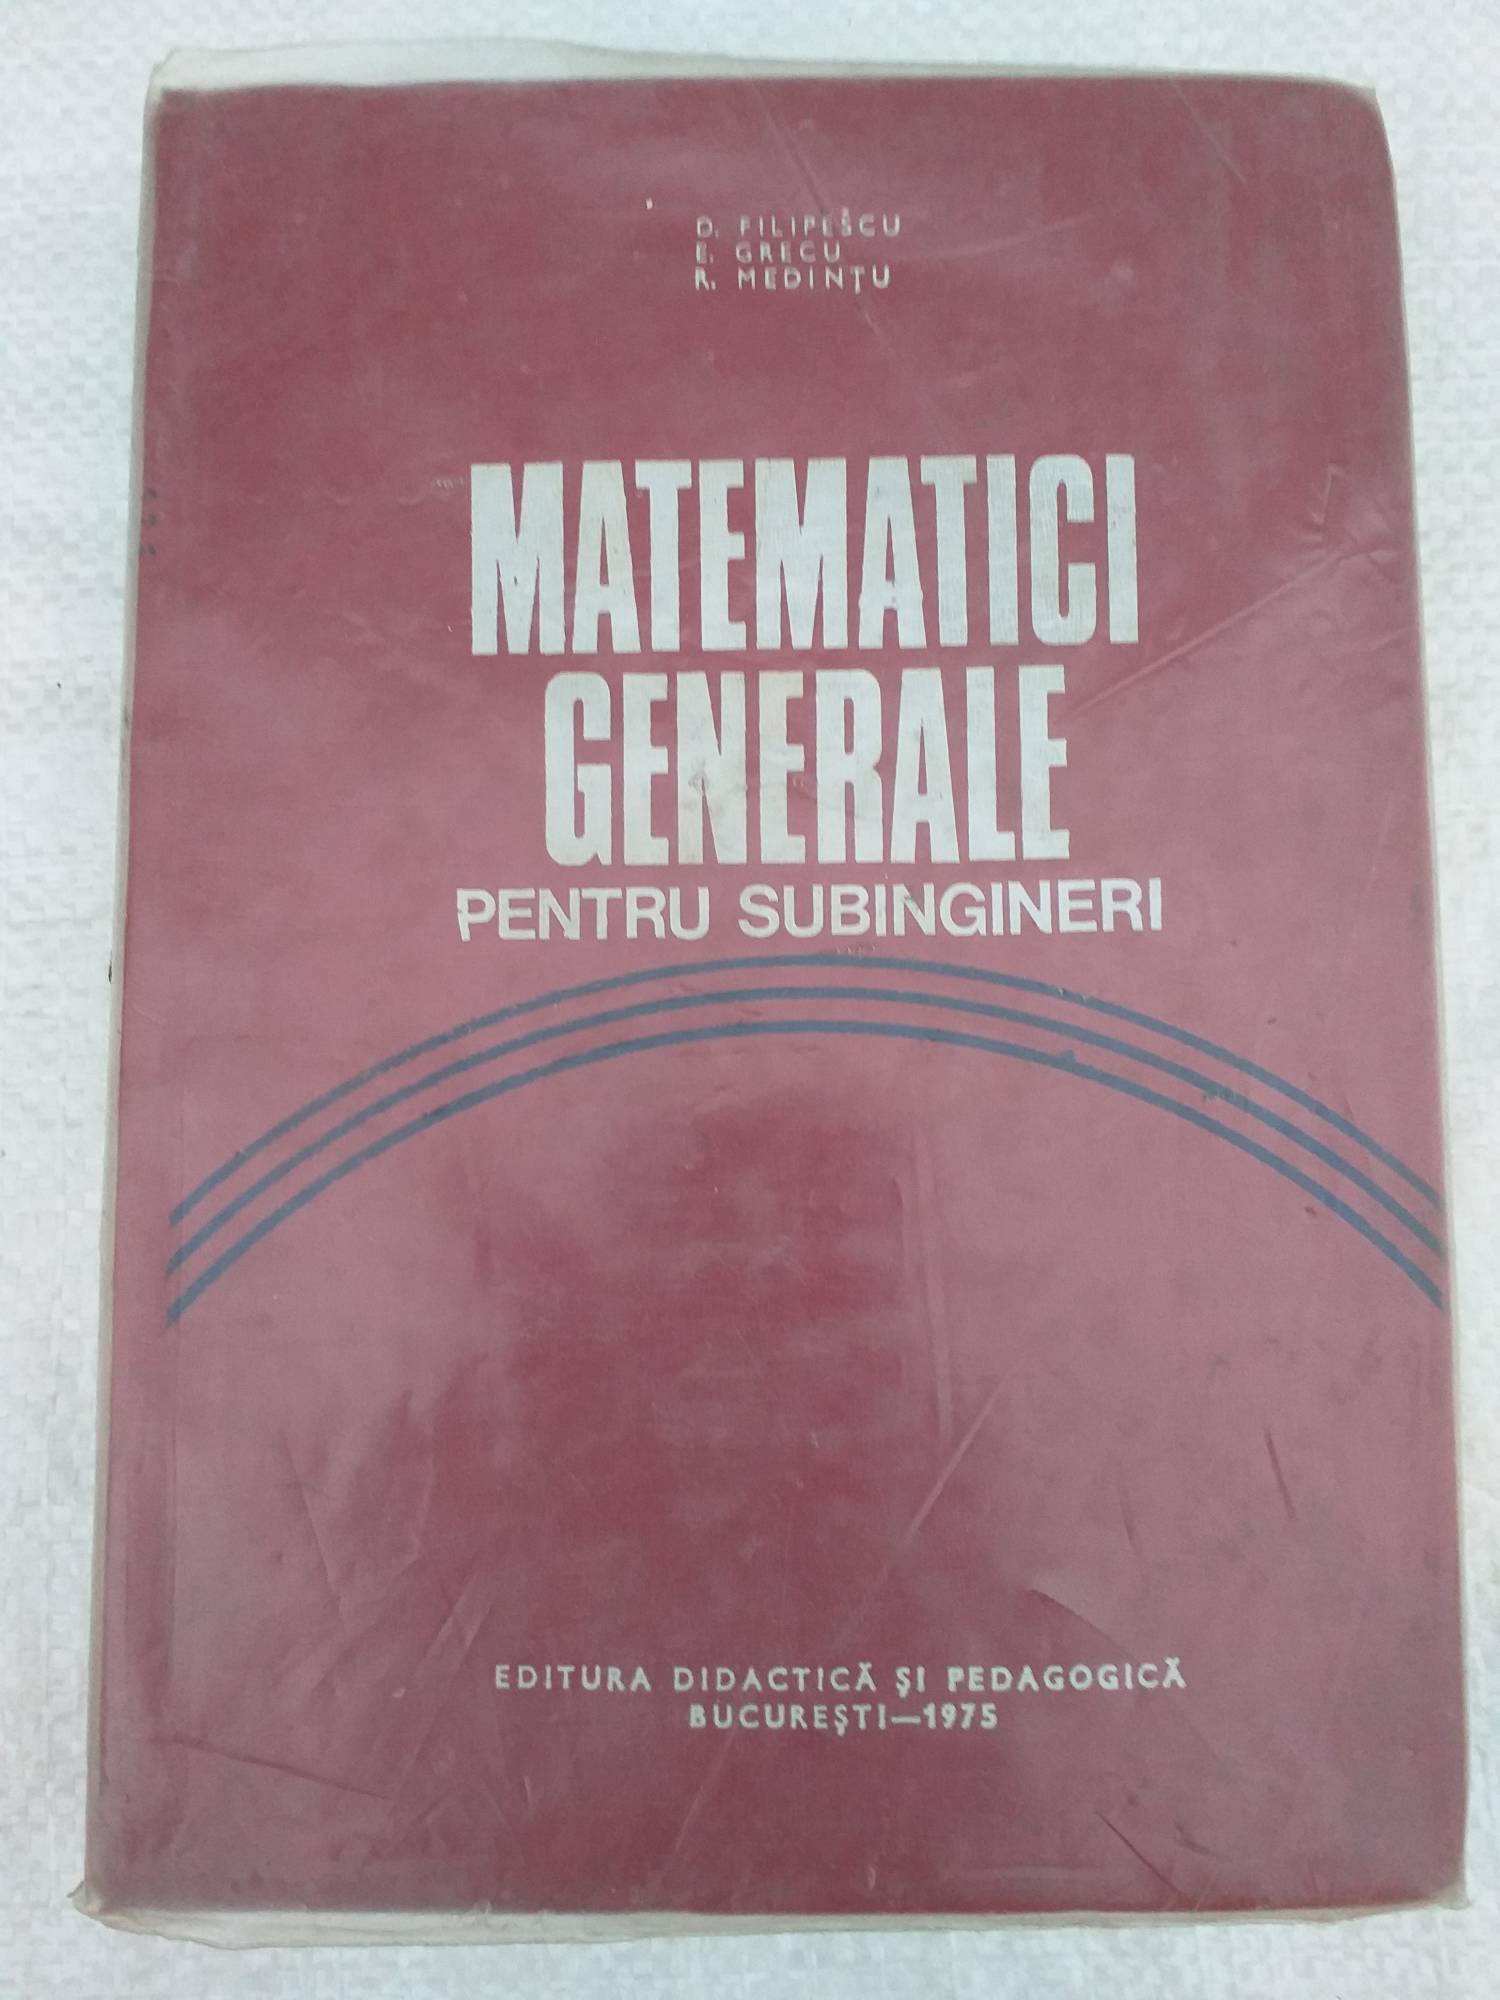 D. FILIPESCU
E. GRECU
R. MEDINȚU
MATEMATICI
GENERALE
PENTRU SUBINGINERI
EDITURA DIDACTICĂ ȘI PEDAGOGICĂ
BUCUREȘTI—1975